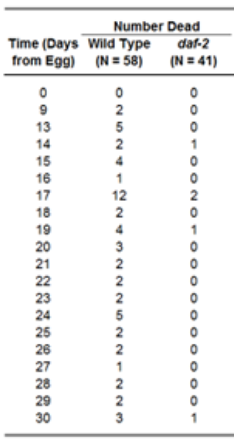 Number Dead
Time (Days from Egg) Wild Type (N = 58) daf-2 (N = 41)
0 0 0
9 2 0
13 5 0
14 2 1
15 4 0
16 1 0
17 12 2
18 2 0
19 4 1
20 3 0
21 2 0
22 2 0
23 2 0
24 5 0
25 2 0
26 2 0
27 1 0
28 2 0
29 2 0
30 3 1